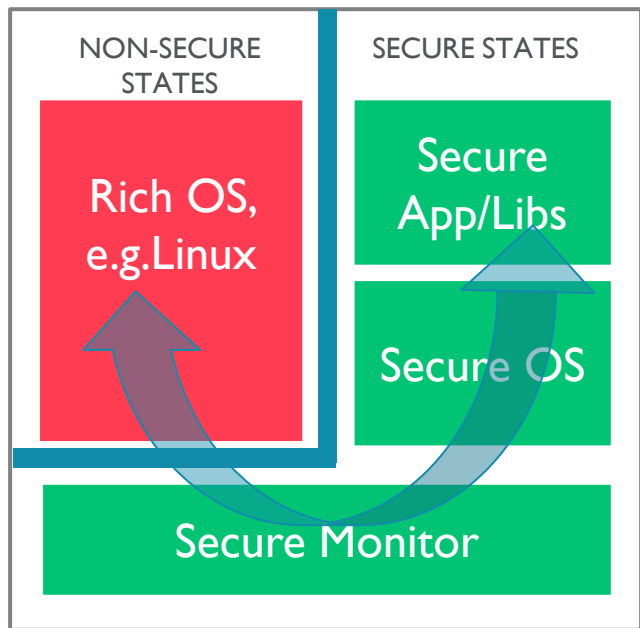 NON-SECURE
STATES
SECURE STATES
Rich OS,
e.g.Linux
Secure
App/Libs
Secure OS
Secure Monitor